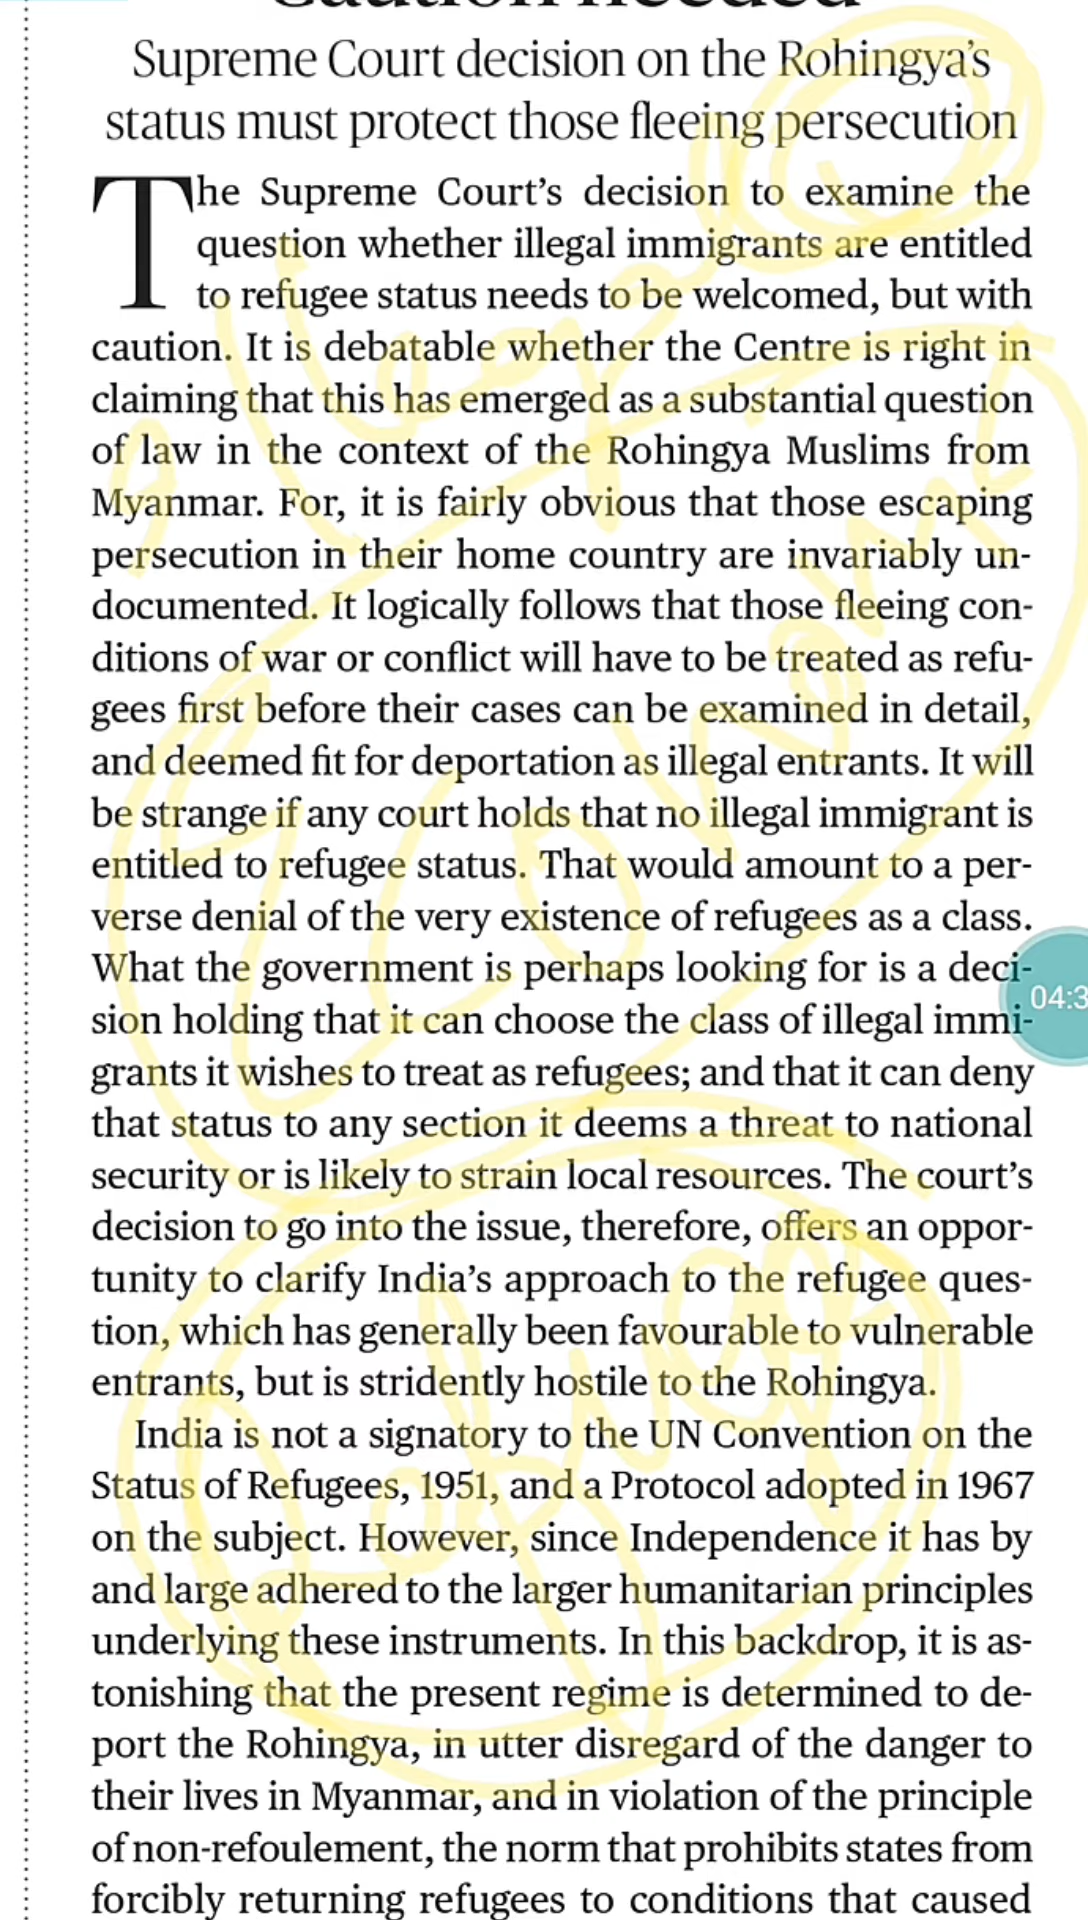 Caution needed
Supreme Court decision on the Rohingya's
status must protect those fleeing persecution
The Supreme Court's decision to examine the
question whether illegal immigrants are entitled
to refugee status needs to be welcomed, but with
caution. It is debatable whether the Centre is right in
claiming that this has emerged as a substantial question
of law in the context of the Rohingya Muslims from
Myanmar. For, it is fairly obvious that those escaping
persecution in their home country are invariably un-
documented. It logically follows that those fleeing con-
ditions of war or conflict will have to be treated as refu-
gees first before their cases can be examined in detail,
and deemed fit for deportation as illegal entrants. It will
be strange if any court holds that no illegal immigrant is
entitled to refugee status. That would amount to a per-
verse denial of the very existence of refugees as a class.
What the government is perhaps looking for is a deci-
sion holding that it can choose the class of illegal immi-
grants it wishes to treat as refugees; and that it can deny
that status to any section it deems a threat to national
security or is likely to strain local resources. The court's
decision to go into the issue, therefore, offers an oppor-
tunity to clarify India's approach to the refugee ques-
tion, which has generally been favourable to vulnerable
entrants, but is stridently hostile to the Rohingya.
India is not a signatory to the UN Convention on the
Status of Refugees, 1951, and a Protocol adopted in 1967
on the subject. However, since Independence it has by
and large adhered to the larger humanitarian principles
underlying these instruments. In this backdrop, it is as-
tonishing that the present regime is determined to de-
port the Rohingya, in utter disregard of the danger to
their lives in Myanmar, and in violation of the principle
of non-refoulement, the norm that prohibits states from
forcibly returning refugees to conditions that caused
04:3